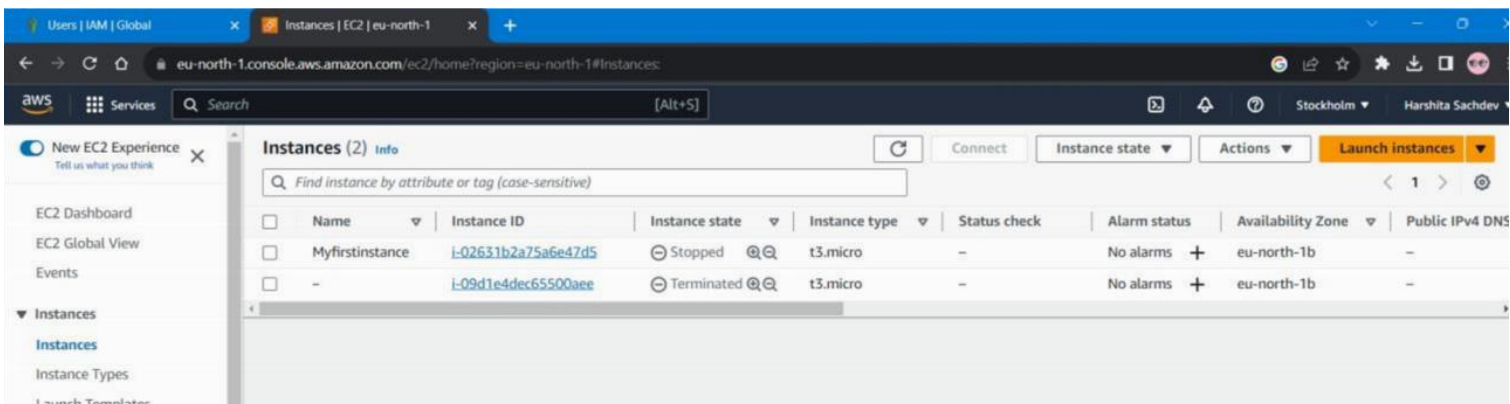 Users | IAM | Global
Instances | EC2 | eu-north-1
eu-north-1.console.aws.amazon.com/ec2/home?region=eu-north-1#Instances:
aws
Services
Search
[Alt+S]
Stockholm
Harshita Sachdev
New EC2 Experience
Tell us what you think
EC2 Dashboard
EC2 Global View
Events
Instances
Instances
Instance Types
Launch Templates
Instances (2) Info
Connect
Instance state
Actions
Launch instances
Find instance by attribute or tag (case-sensitive)
1
Name Instance ID Instance state Instance type Status check Alarm status Availability Zone Public IPv4 DNS
Myfirstinstance i-02631b2a75a6e47d5 Stopped t3.micro – No alarms + eu-north-1b –
– i-09d1e4dec65500aee Terminated t3.micro – No alarms + eu-north-1b –